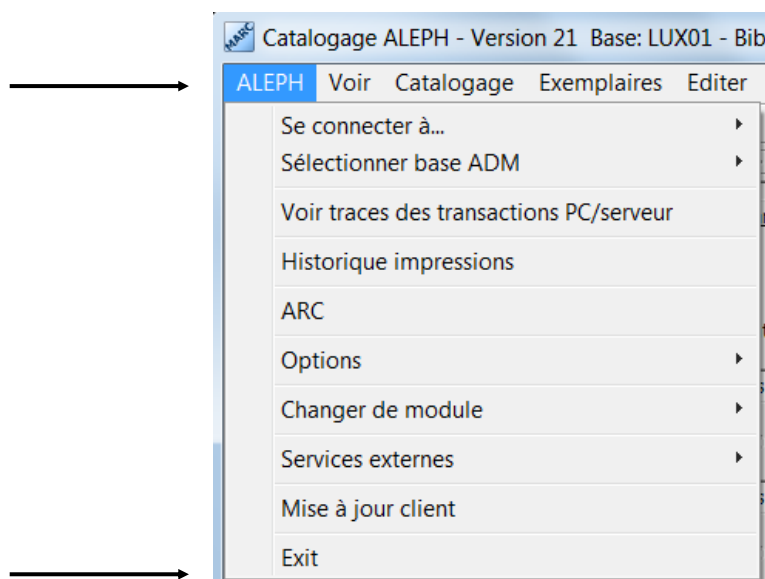 MARC Catalogage ALEPH - Version 21 Base: LUX01 - Bib
ALEPH Voir Catalogage Exemplaires Editer
Se connecter à...
Sélectionner base ADM
Voir traces des transactions PC/serveur
Historique impressions
ARC
Options
Changer de module
Services externes
Mise à jour client
Exit